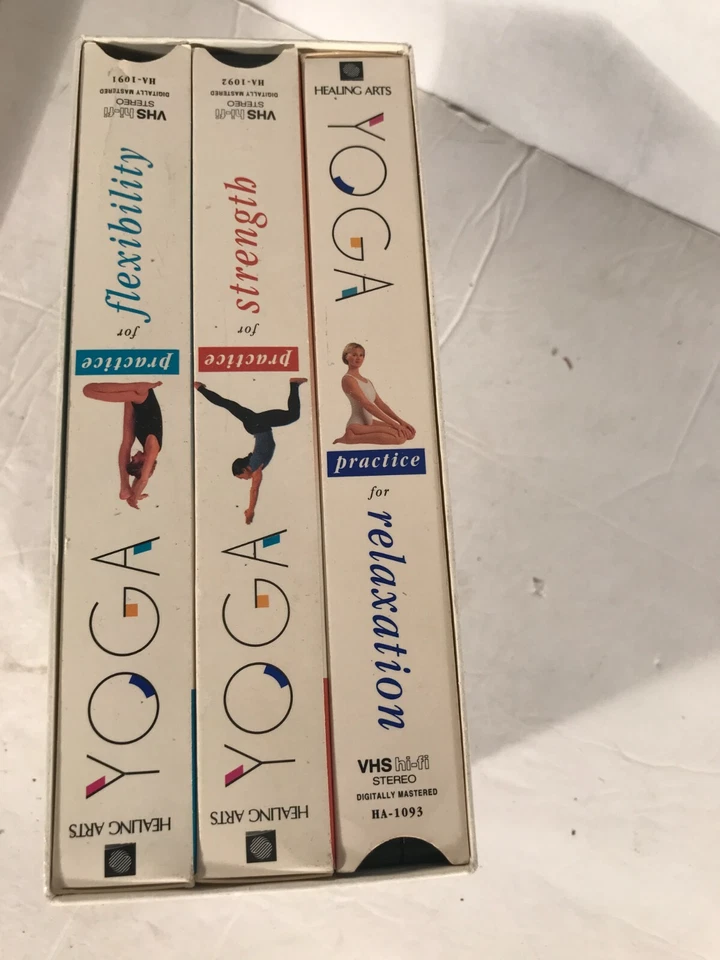 HEALING ARTS
YOGA
practice
for
flexibility
VHS hi-fi
STEREO
DIGITALLY MASTERED
HA-1091
HEALING ARTS
YOGA
practice
for
strength
VHS hi-fi
STEREO
DIGITALLY MASTERED
HA-1092
HEALING ARTS
YOGA
practice
for
relaxation
VHS hi-fi
STEREO
DIGITALLY MASTERED
HA-1093